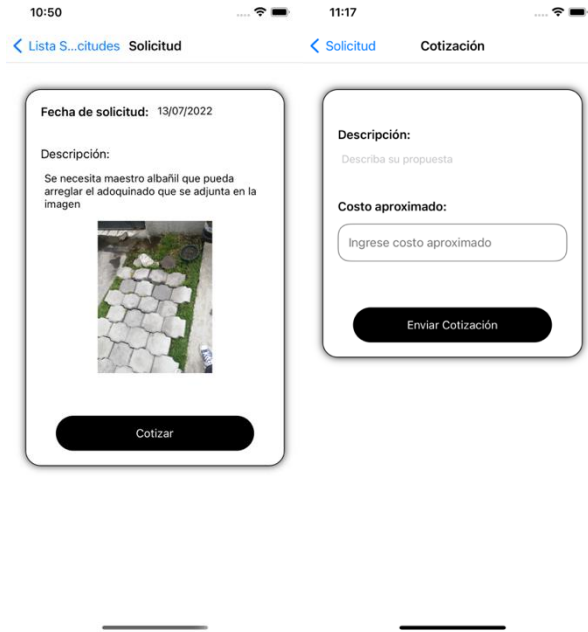 10:50
Lista S...citudes Solicitud
Fecha de solicitud: 13/07/2022
Descripción:
Se necesita maestro albañil que pueda
arreglar el adoquinado que se adjunta en la
imagen
Cotizar
11:17
Solicitud Cotización
Descripción:
Describa su propuesta
Costo aproximado:
Ingrese costo aproximado
Enviar Cotización